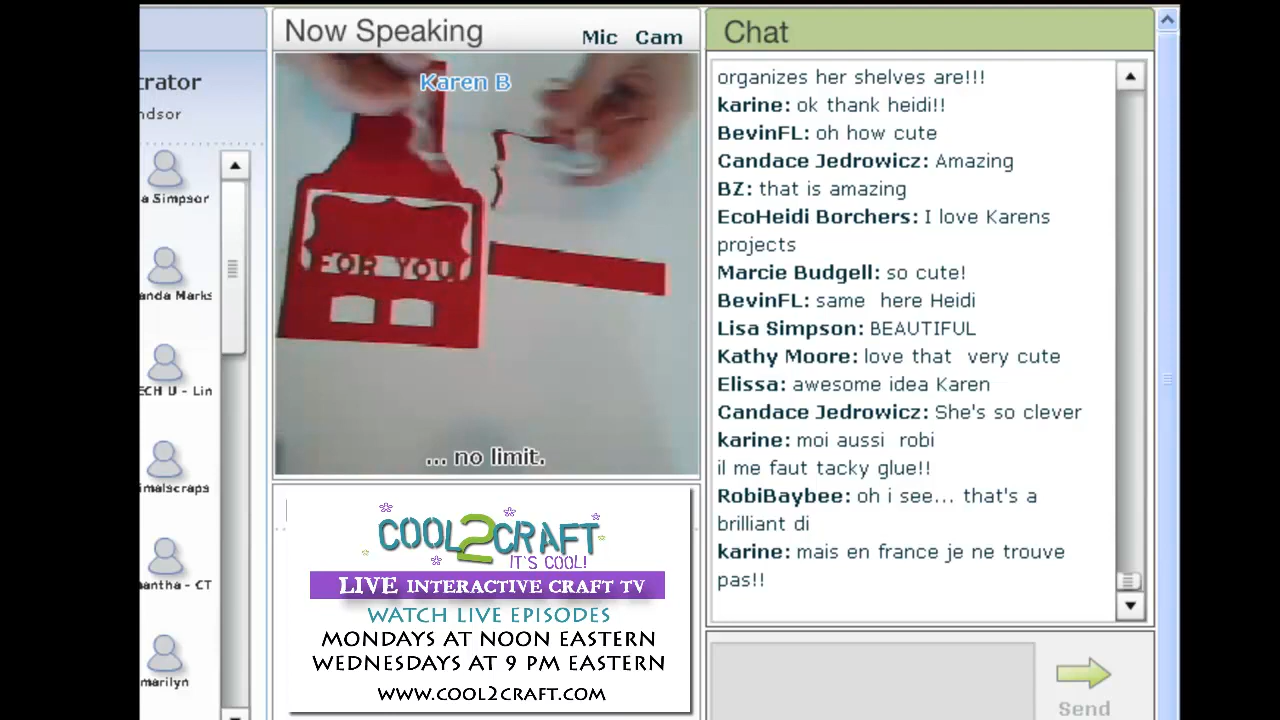 trator
ndsor
a Simpson
anda Marks
ECH U - Lin
imalscraps
antha - CT
marilyn
Now Speaking
Mic Cam
Karen B
FOR YOU
... no limit.
COOL2CRAFT
IT'S COOL!
LIVE INTERACTIVE CRAFT TV
WATCH LIVE EPISODES
MONDAYS AT NOON EASTERN
WEDNESDAYS AT 9 PM EASTERN
WWW.COOL2CRAFT.COM
Chat
organizes her shelves are!!!
karine: ok thank heidi!!
BevinFL: oh how cute
Candace Jedrowicz: Amazing
BZ: that is amazing
EcoHeidi Borchers: I love Karens
projects
Marcie Budgell: so cute!
BevinFL: same here Heidi
Lisa Simpson: BEAUTIFUL
Kathy Moore: love that very cute
Elissa: awesome idea Karen
Candace Jedrowicz: She's so clever
karine: moi aussi robi
il me faut tacky glue!!
RobiBaybee: oh i see... that's a
brilliant di
karine: mais en france je ne trouve
pas!!
Send